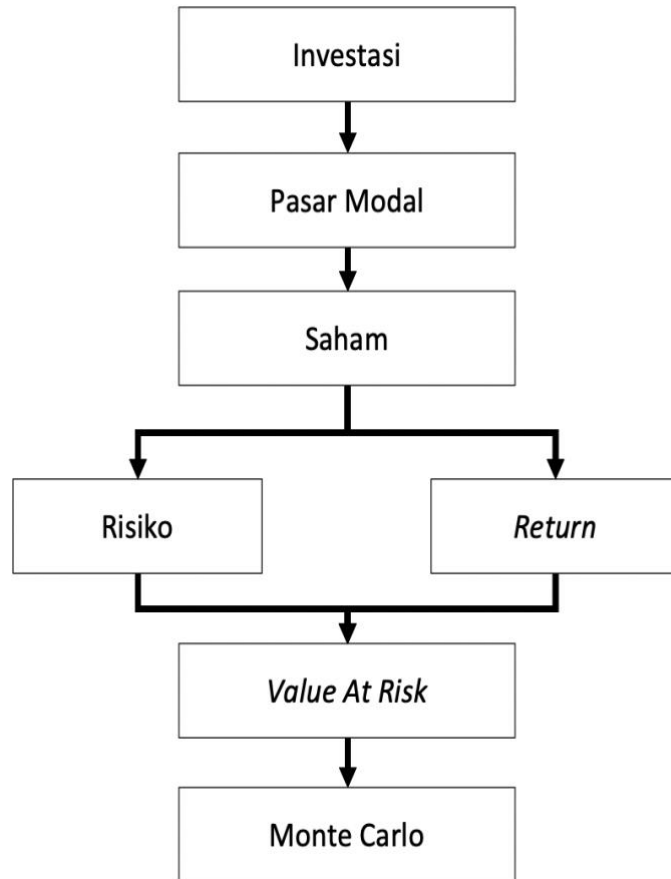 Investasi
Pasar Modal
Saham
Risiko
Return
Value At Risk
Monte Carlo